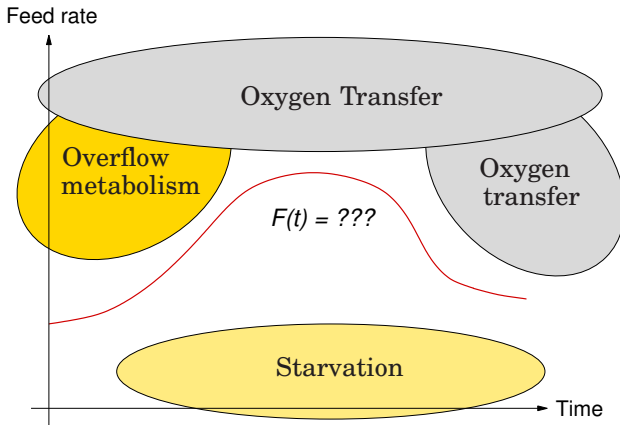 Feed rate
Oxygen Transfer
Overflow
metabolism
Oxygen
transfer
F(t) = ???
Starvation
Time